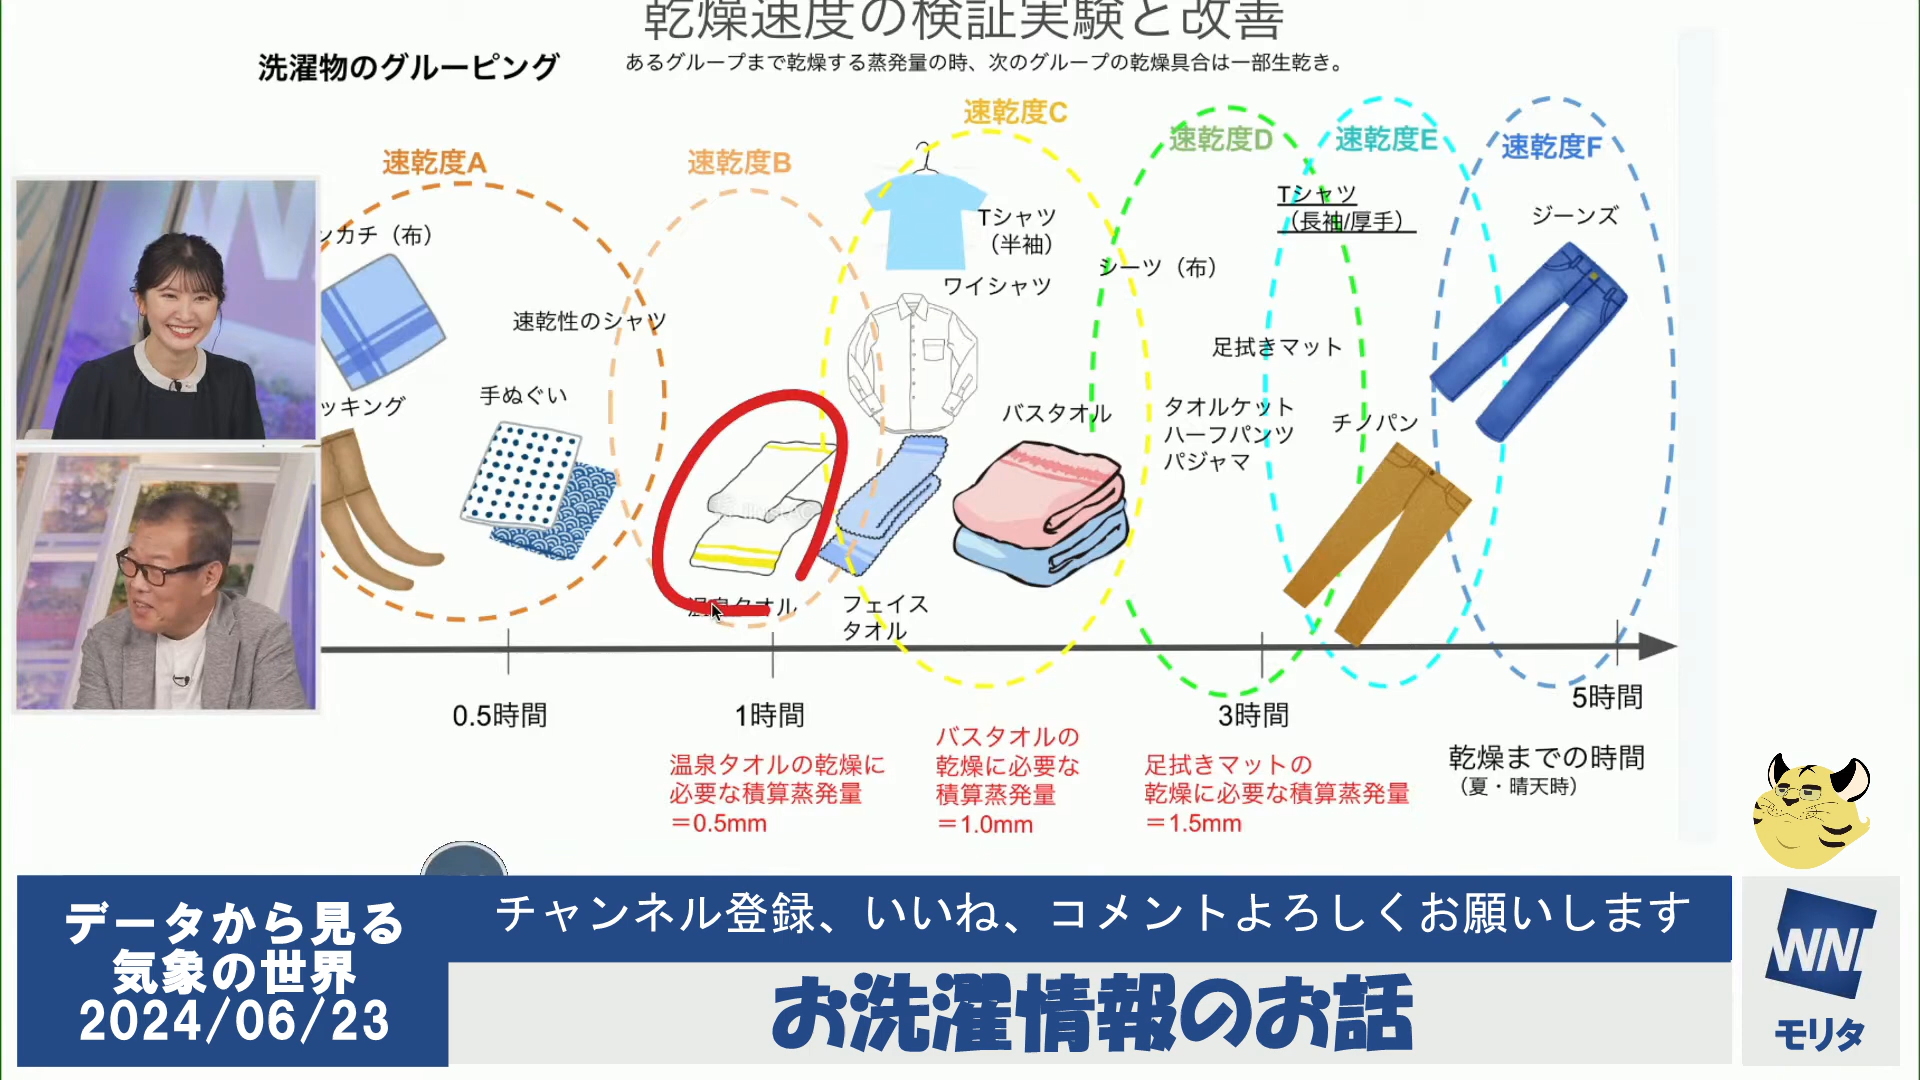 乾燥速度の検証実験と改善
洗濯物のグルーピング
あるグループまで乾燥する蒸発量の時、次のグループの乾燥具合は一部生乾き。
速乾度A
速乾度B
速乾度C
速乾度D
速乾度E
速乾度F
ンカチ（布）
速乾性のシャツ
ッキング
手ぬぐい
温泉タオル
Tシャツ
（半袖）
ワイシャツ
フェイス
タオル
バスタオル
シーツ（布）
足拭きマット
タオルケット
ハーフパンツ
パジャマ
Tシャツ
（長袖/厚手）
チノパン
ジーンズ
0.5時間
1時間
3時間
5時間
温泉タオルの乾燥に
必要な積算蒸発量
＝0.5mm
バスタオルの
乾燥に必要な
積算蒸発量
＝1.0mm
足拭きマットの
乾燥に必要な積算蒸発量
＝1.5mm
乾燥までの時間
（夏・晴天時）
データから見る
気象の世界
2024/06/23
チャンネル登録、いいね、コメントよろしくお願いします
お洗濯情報のお話
WNI
モリタ